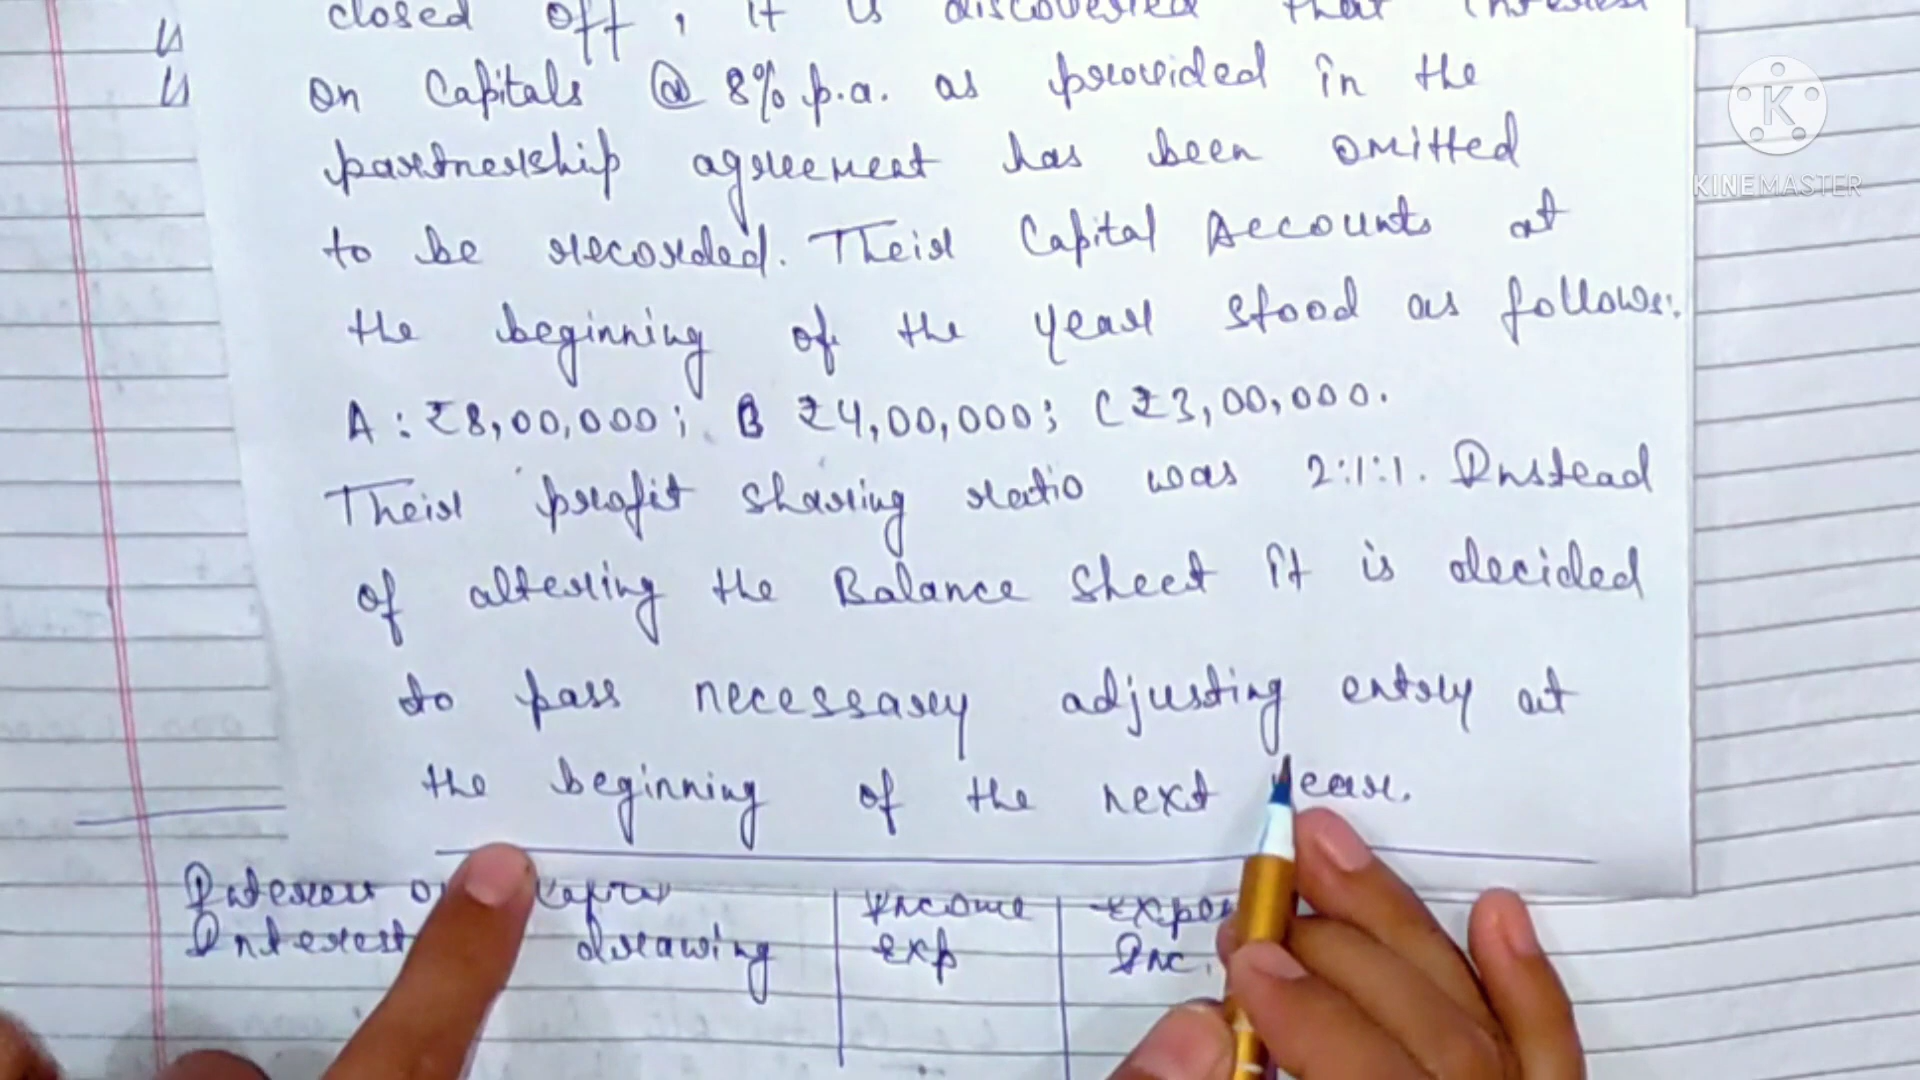 closed off, it is discovered that interest
on Capitals @ 8% p.a. as provided in the
partnership agreement has been omitted
to be recorded. Their Capital Accounts at
the beginning of the year stood as follows:
A : ₹8,00,000; B ₹4,00,000; C ₹3,00,000.
Their profit sharing ratio was 2:1:1. Instead
of altering the Balance Sheet it is decided
to pass necessary adjusting entry at
the beginning of the next year.
Interest on Capital Income
Interest drawing exp Inc.
K
KINEMASTER